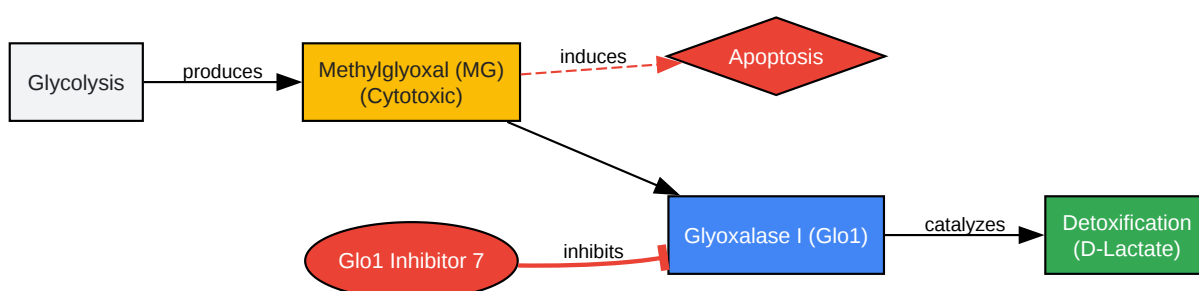 Glycolysis
produces
Methylglyoxal (MG)
(Cytotoxic)
induces
Apoptosis
Glo1 Inhibitor 7
inhibits
Glyoxalase I (Glo1)
catalyzes
Detoxification
(D-Lactate)